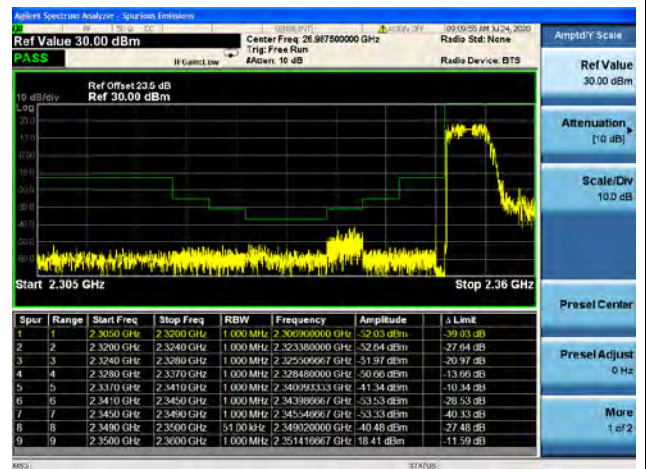 Agilent Spectrum Analyzer - Spurious Emissions
09:09:55 AM Jul 24, 2020
Ref Value 30.00 dBm
Center Freq: 26.987500000 GHz
Radio Std: None
Trig: Free Run
PASS
IFGain:Low
#Atten: 10 dB
Radio Device: BTS
Ref Offset 23.5 dB
10 dB/div
Ref 30.00 dBm
Log
Start 2.305 GHz
Stop 2.36 GHz
Spur Range Start Freq Stop Freq RBW Frequency Amplitude Δ Limit
1 1 2.3050 GHz 2.3200 GHz 1.000 MHz 2.306900000 GHz -52.03 dBm -39.03 dB
2 2 2.3200 GHz 2.3240 GHz 1.000 MHz 2.323380000 GHz -52.64 dBm -27.64 dB
3 3 2.3240 GHz 2.3280 GHz 1.000 MHz 2.325506667 GHz -51.97 dBm -20.97 dB
4 4 2.3280 GHz 2.3370 GHz 1.000 MHz 2.328480000 GHz -50.66 dBm -13.66 dB
5 5 2.3370 GHz 2.3410 GHz 1.000 MHz 2.340093333 GHz -41.34 dBm -10.34 dB
6 6 2.3410 GHz 2.3450 GHz 1.000 MHz 2.343986667 GHz -53.53 dBm -28.53 dB
7 7 2.3450 GHz 2.3490 GHz 1.000 MHz 2.345546667 GHz -53.33 dBm -40.33 dB
8 8 2.3490 GHz 2.3500 GHz 51.00 kHz 2.349020000 GHz -40.48 dBm -27.48 dB
9 9 2.3500 GHz 2.3600 GHz 1.000 MHz 2.351416667 GHz 18.41 dBm -11.59 dB
MSG
STATUS
Amptd/Y Scale
Ref Value
30.00 dBm
Attenuation
[10 dB]
Scale/Div
10.0 dB
Presel Center
Presel Adjust
0 Hz
More
1 of 2